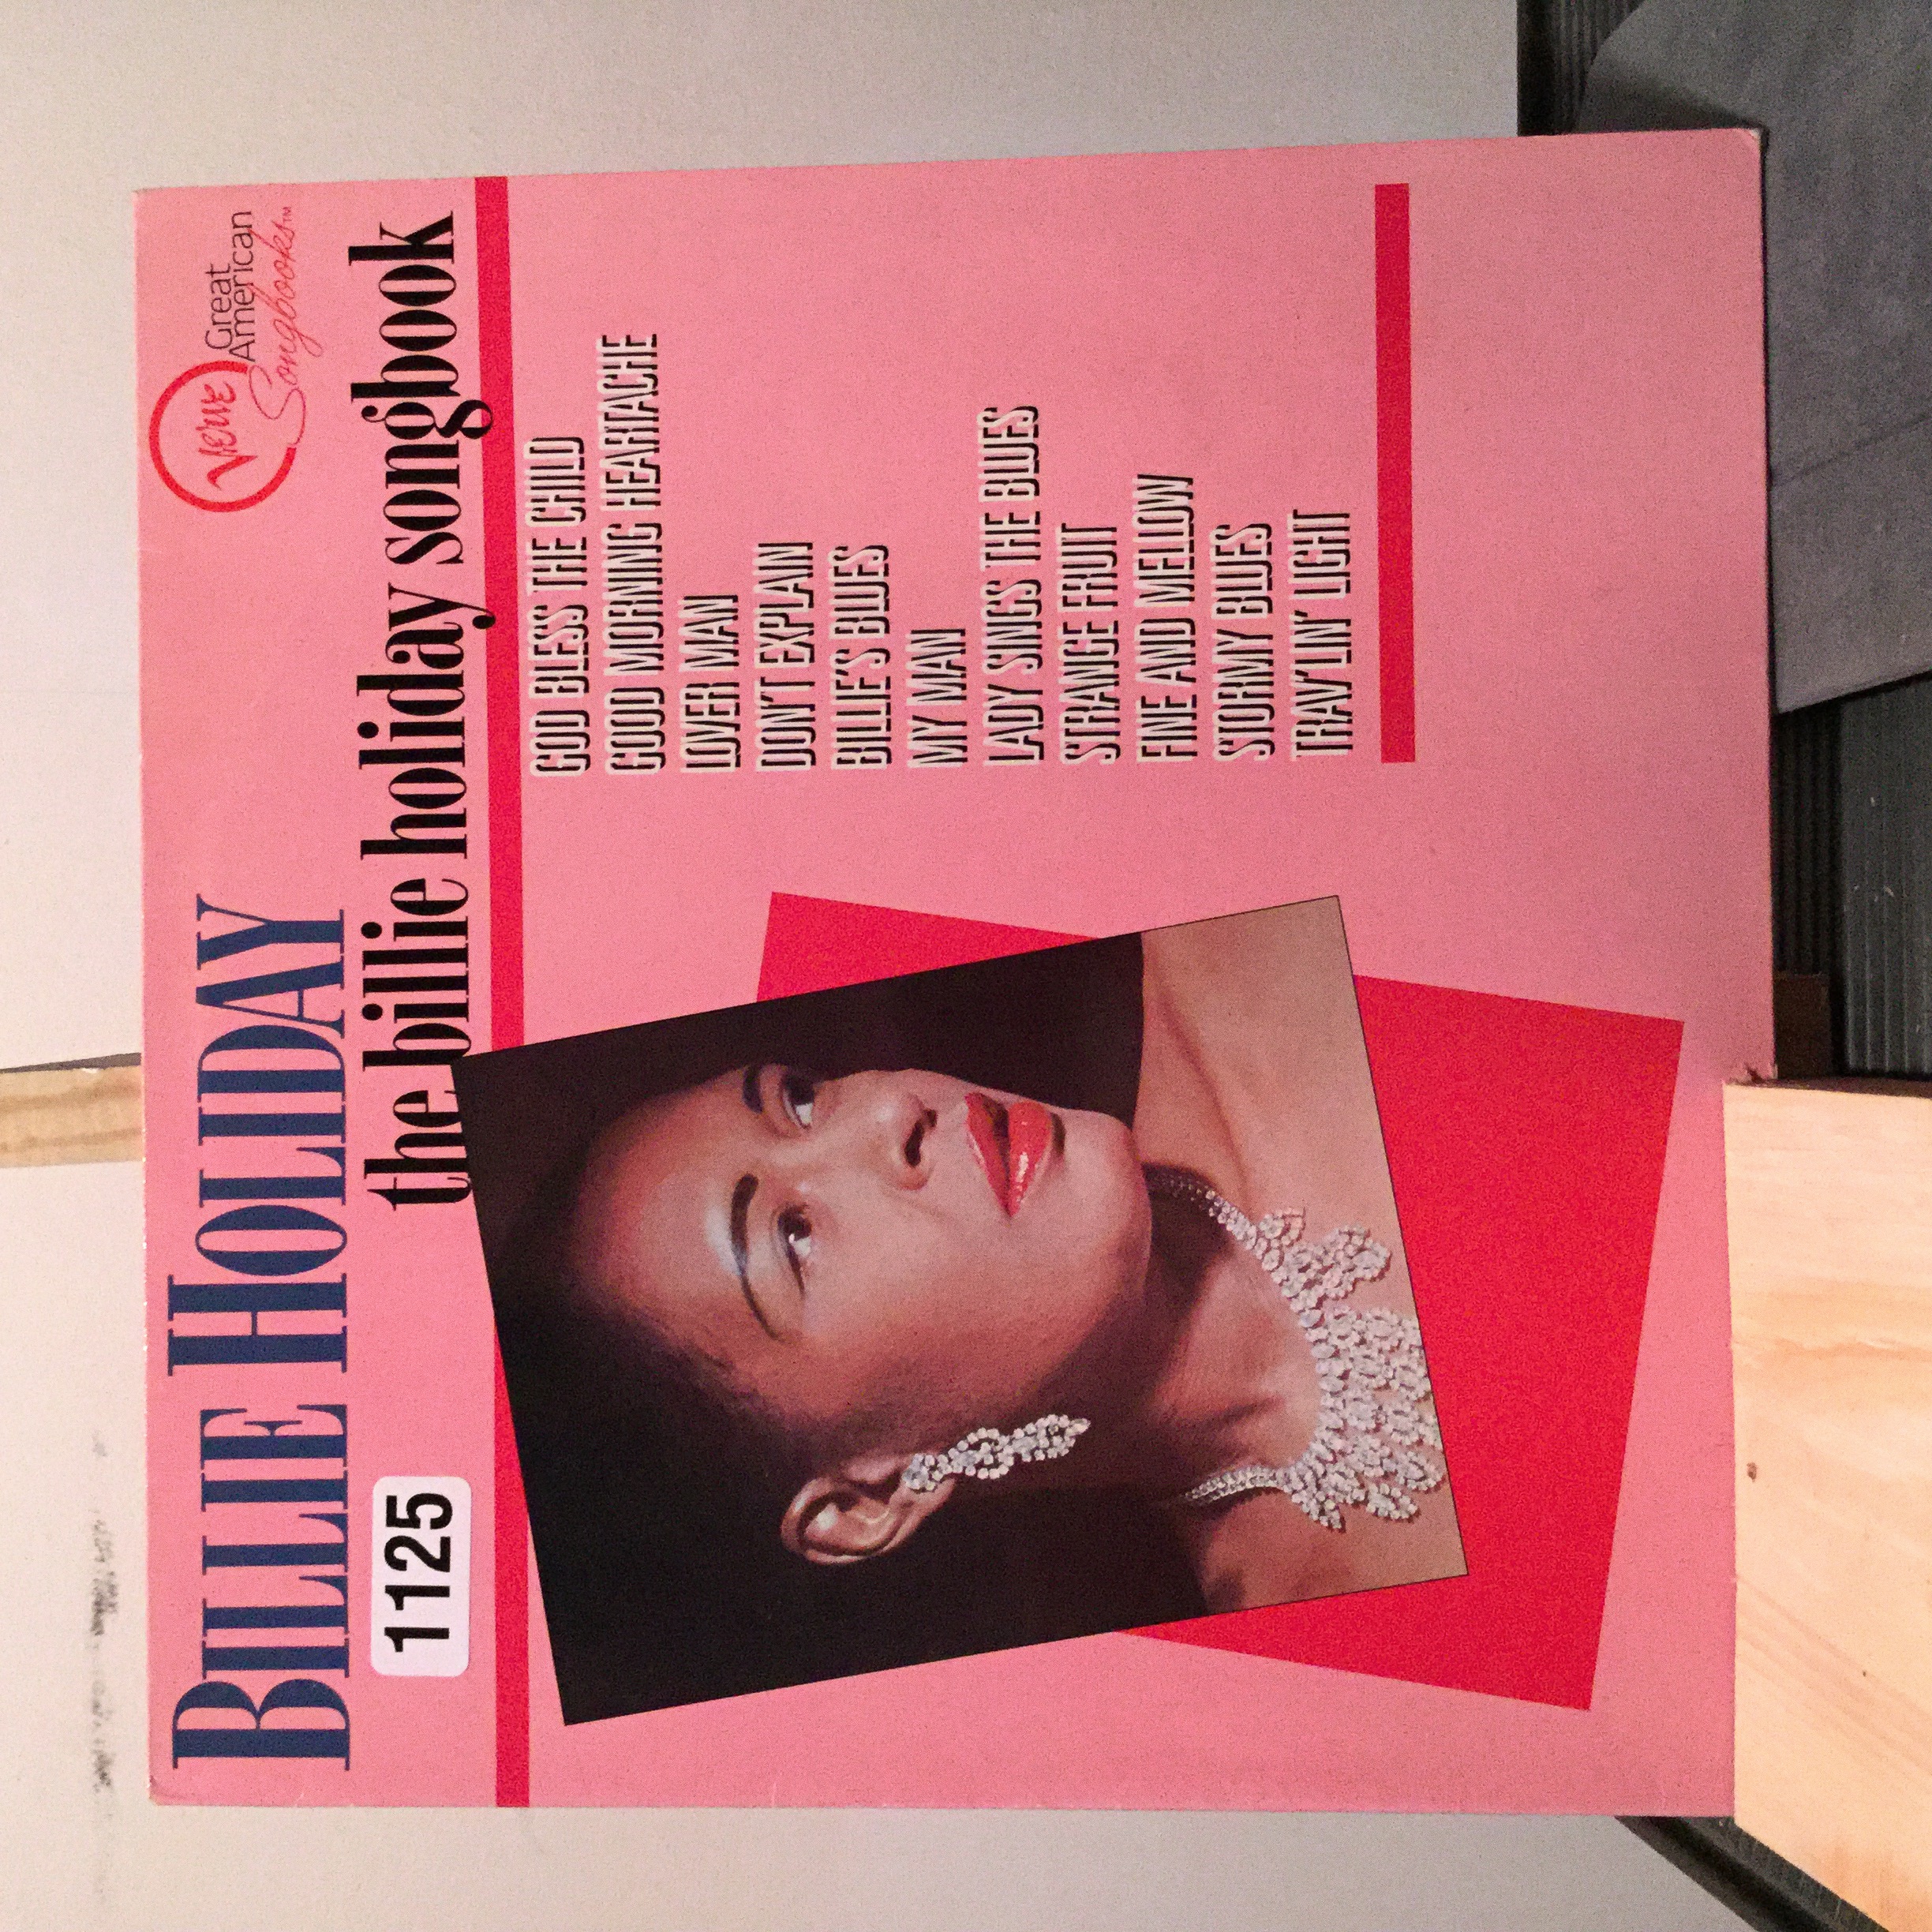 BILLIE HOLIDAY
Verve
Great
American
Songbooks™
1125
the billie holiday songbook
GOD BLESS THE CHILD
GOOD MORNING HEARTACHE
LOVER MAN
DON'T EXPLAIN
BILLIE'S BLUES
MY MAN
LADY SINGS THE BLUES
STRANGE FRUIT
FINE AND MELLOW
STORMY BLUES
TRAV'LIN' LIGHT